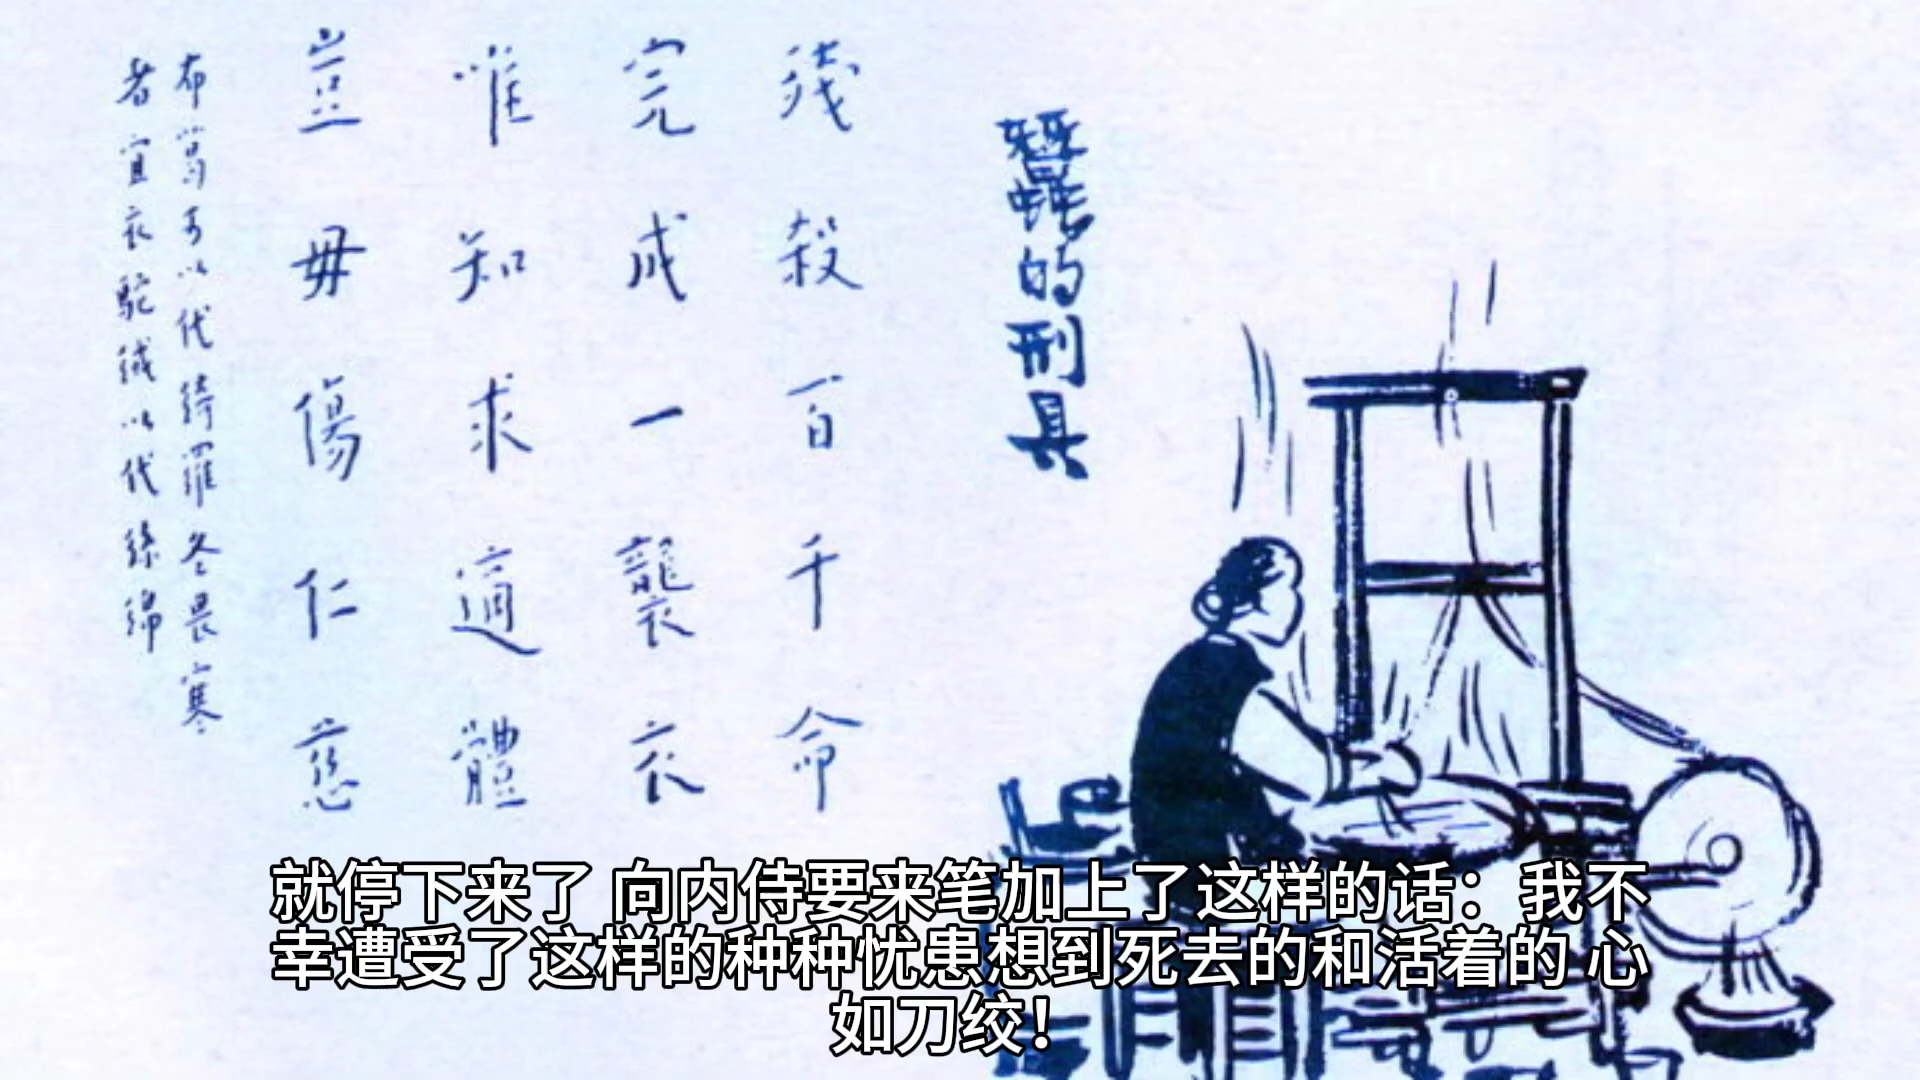 蠶的刑具
殘殺百千命
完成一襲衣
唯知求適體
豈毋傷仁慈
布葛可以代綺羅冬畏寒
者宜衣駝絨以代絲綿
就停下来了 向内侍要来笔加上了这样的话：我不
幸遭受了这样的种种忧患想到死去的和活着的 心
如刀绞！